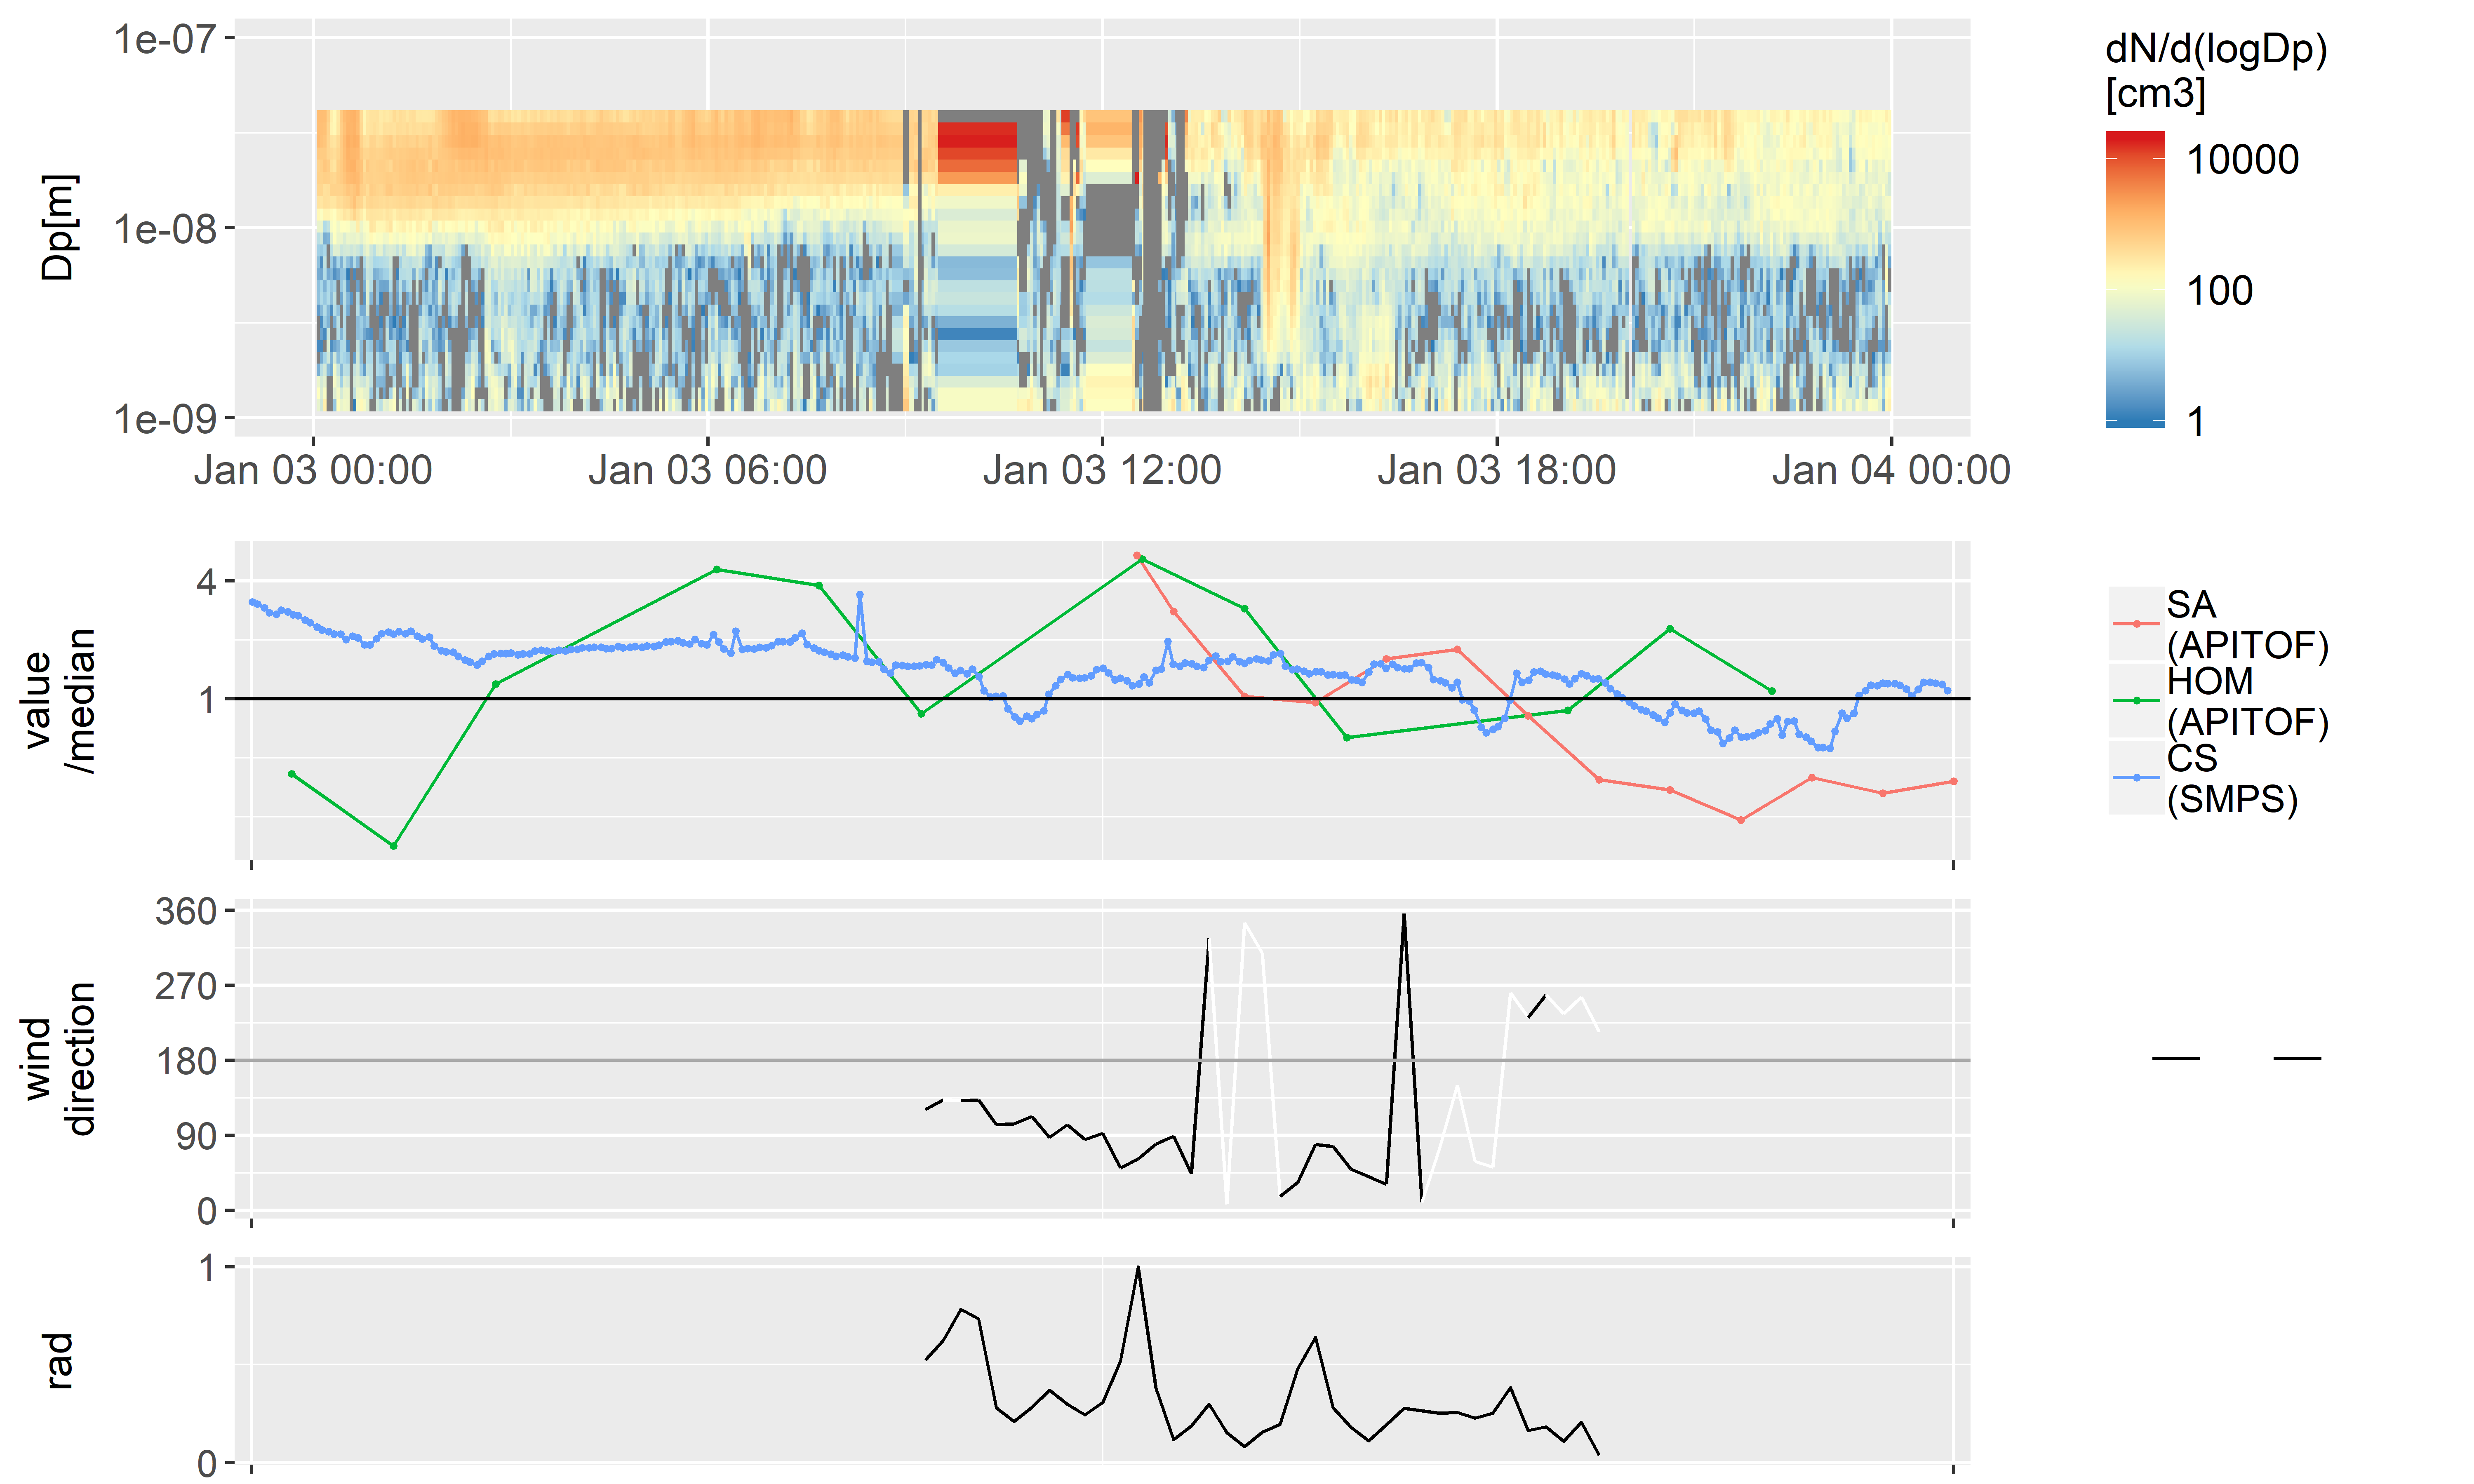 1e-07
1e-08
1e-09
Dp[m]
Jan 03 00:00
Jan 03 06:00
Jan 03 12:00
Jan 03 18:00
Jan 04 00:00
dN/d(logDp)
[cm3]
10000
100
1
4
1
value
/median
SA
(APITOF)
HOM
(APITOF)
CS
(SMPS)
360
270
180
90
0
wind
direction
1
0
rad